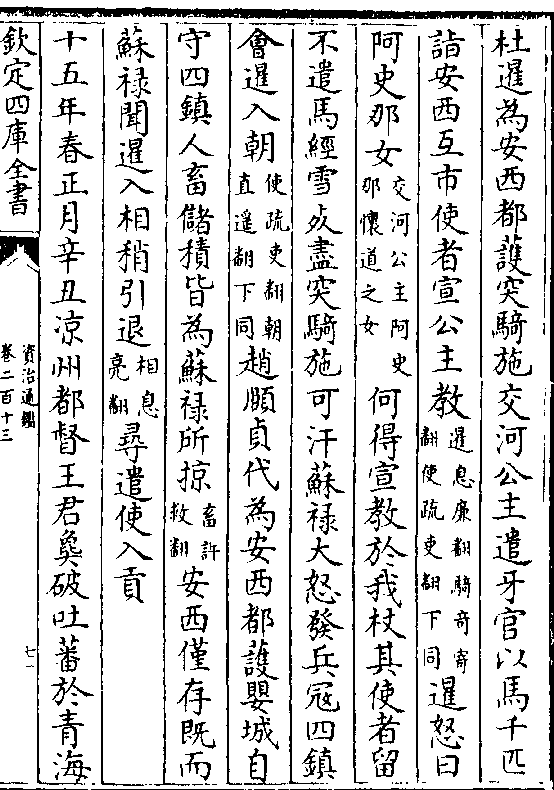 杜暹為安西都護突騎施交河公主遣牙官以馬千匹
詣安西互市使者宣公主教暹息廉翻騎奇寄翻使疏吏翻下同暹怒曰
阿史那女交河公主阿史那懷道之女何得宣教於我杖其使者留
不遣馬經雪死盡突騎施可汗蘇祿大怒發兵寇四鎮
會暹入朝使疏吏翻朝直遥翻下同趙頤貞代為安西都護嬰城自
守四鎮人畜儲積皆為蘇祿所掠畜許救翻安西僅存既而
蘇祿聞暹入相稍引退相息亮翻尋遣使入貢
十五年春正月辛丑涼州都督王君㚟破吐蕃於青海
欽定四庫全書
資治通鑑
卷二百十三
七